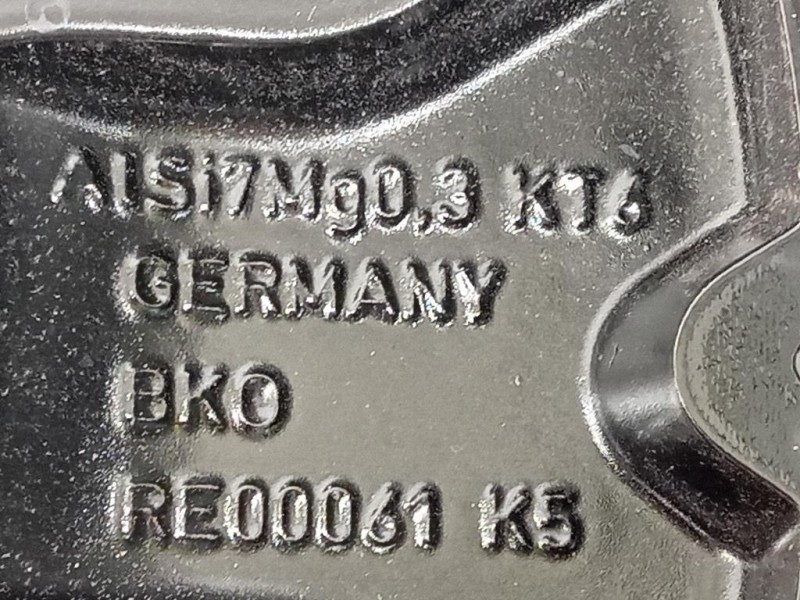 AlSi7Mg0,3 KT6
GERMANY
BKO
RE00061 K5